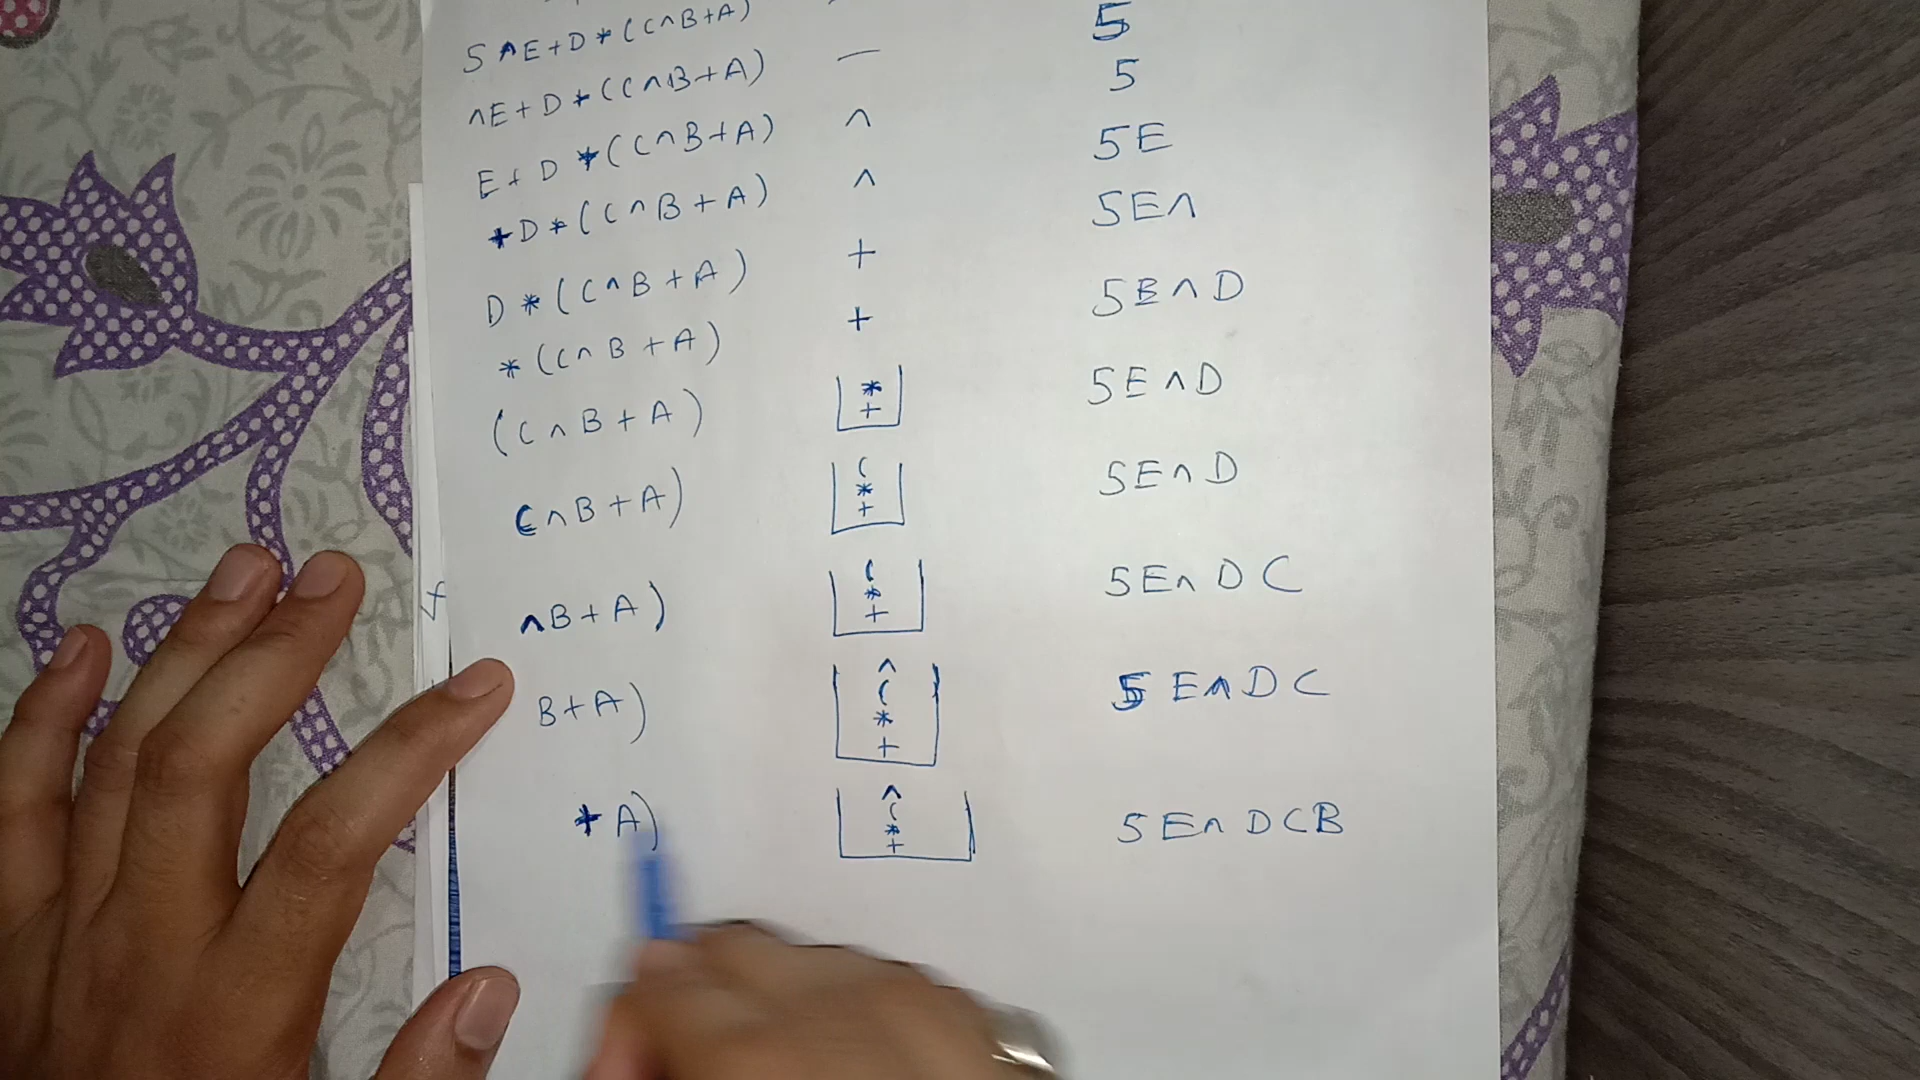 5^E+D*(C^B+A) 5
^E+D*(C^B+A) — 5
E+D*(C^B+A) ^ 5E
+D*(C^B+A) ^ 5E^
D*(C^B+A) + 5E^D
*(C^B+A) + 5E^D
(C^B+A) * + 5E^D
C^B+A) ( * + 5E^DC
^B+A) ( * + 5E^DC
B+A) ^ ( * + 5E^DCB
+A) ^ ( * +